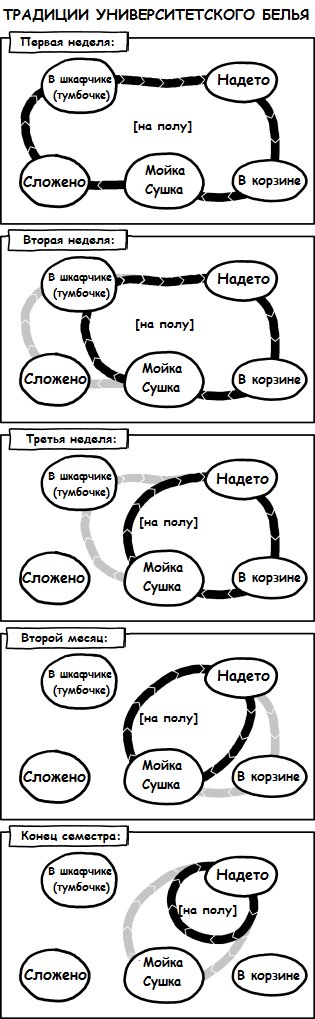 ТРАДИЦИИ УНИВЕРСИТЕТСКОГО БЕЛЬЯ
Первая неделя:
В шкафчике
(тумбочке)
Надето
[на полу]
Сложено
Мойка
Сушка
В корзине
Вторая неделя:
В шкафчике
(тумбочке)
Надето
[на полу]
Сложено
Мойка
Сушка
В корзине
Третья неделя:
В шкафчике
(тумбочке)
Надето
[на полу]
Сложено
Мойка
Сушка
В корзине
Второй месяц:
В шкафчике
(тумбочке)
Надето
[на полу]
Сложено
Мойка
Сушка
В корзине
Конец семестра:
В шкафчике
(тумбочке)
Надето
[на полу]
Сложено
Мойка
Сушка
В корзине